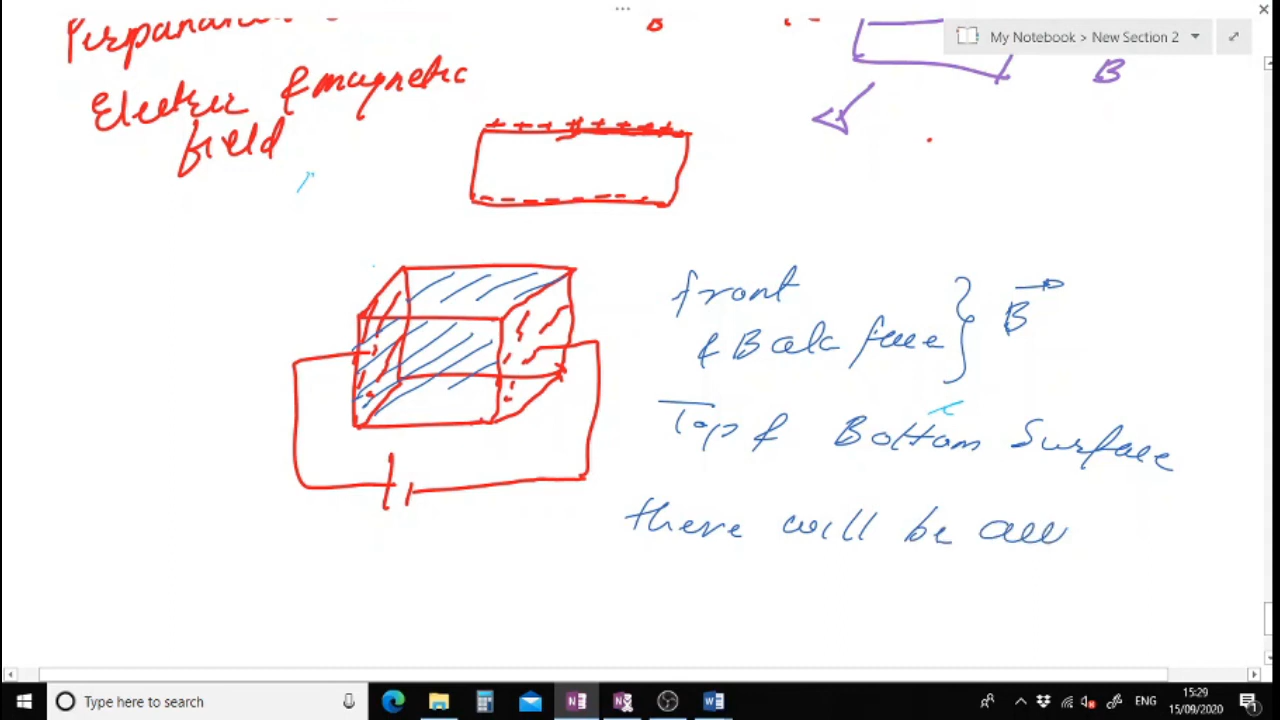 Electric & magnetic
field
B
My Notebook > New Section 2
B
+ + + + + + + +
- - - - - - - - -
front
& Back face } B
Top & Bottom Surface
there will be
Type here to search
ENG
15:29
15/09/2020
1